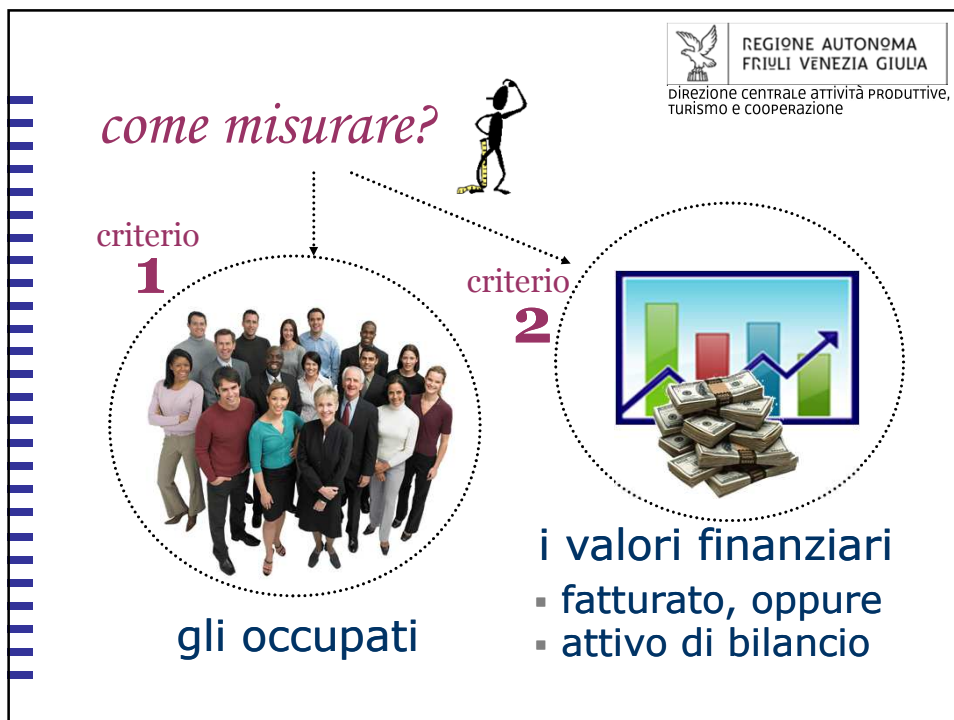 REGIONE AUTONOMA
FRIULI VENEZIA GIULIA
DIREZIONE CENTRALE ATTIVITÀ PRODUTTIVE,
TURISMO E COOPERAZIONE
come misurare?
criterio
1
criterio
2
gli occupati
i valori finanziari
▪ fatturato, oppure
▪ attivo di bilancio